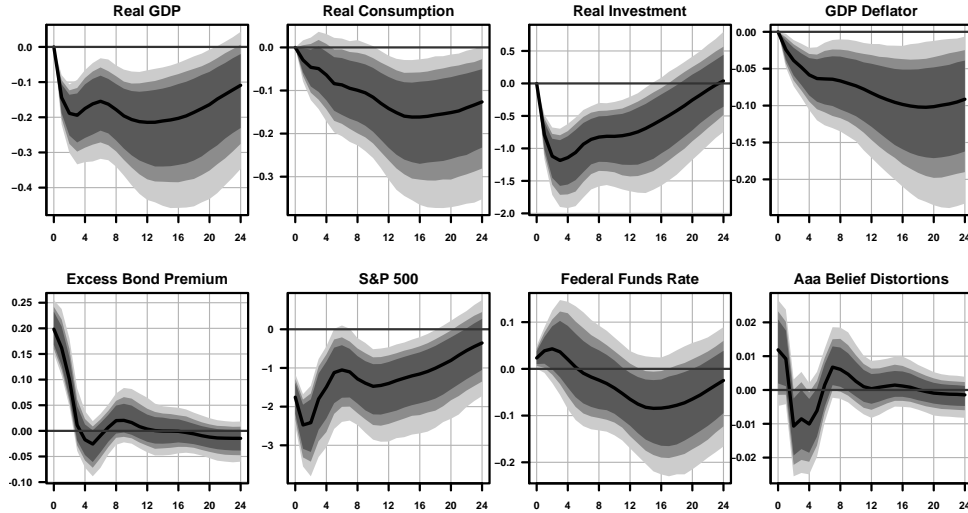 Real GDP
0.0
−0.1
−0.2
−0.3
−0.4
0 4 8 12 16 20 24
Real Consumption
0.0
−0.1
−0.2
−0.3
0 4 8 12 16 20 24
Real Investment
0.5
0.0
−0.5
−1.0
−1.5
−2.0
0 4 8 12 16 20 24
GDP Deflator
0.00
−0.05
−0.10
−0.15
−0.20
0 4 8 12 16 20 24
Excess Bond Premium
0.25
0.20
0.15
0.10
0.05
0.00
−0.05
−0.10
0 4 8 12 16 20 24
S&P 500
0
−1
−2
−3
0 4 8 12 16 20 24
Federal Funds Rate
0.1
0.0
−0.1
−0.2
0 4 8 12 16 20 24
Aaa Belief Distortions
0.02
0.01
0.00
−0.01
−0.02
0 4 8 12 16 20 24